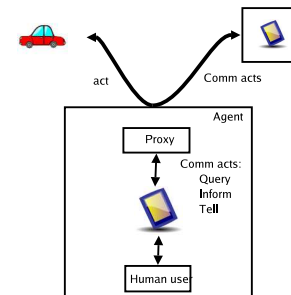 act
Comm acts
Agent
Proxy
Comm acts:
Query
Inform
Tell
Human user